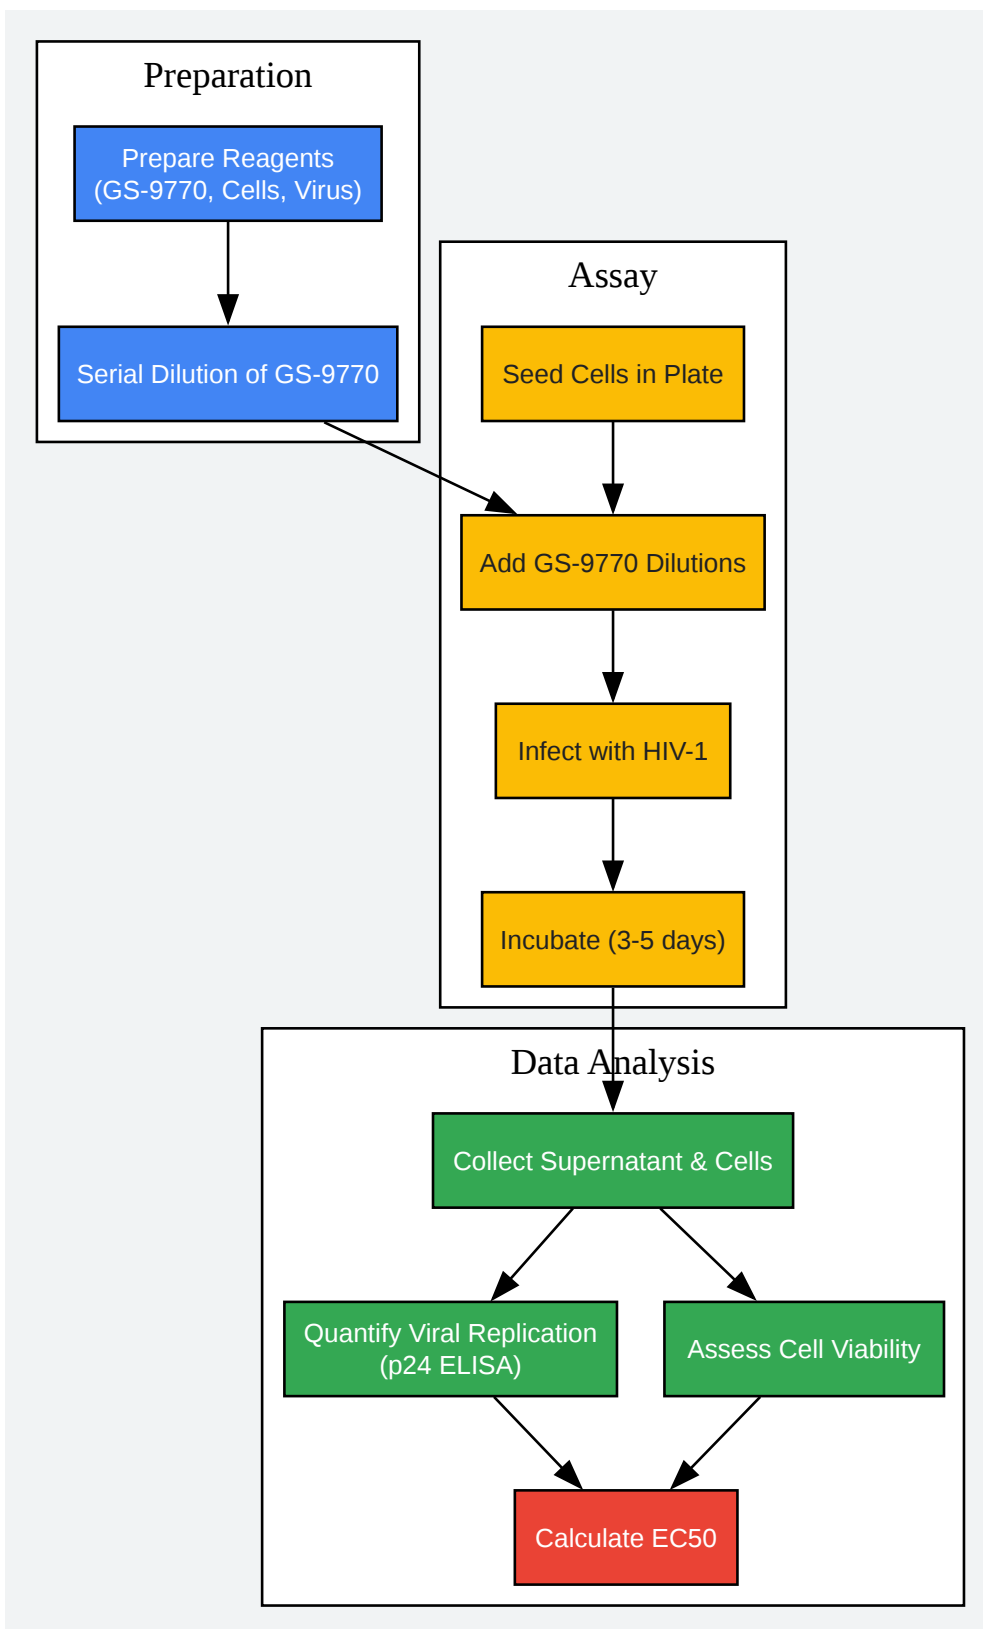 Preparation
Prepare Reagents
(GS-9770, Cells, Virus)
Serial Dilution of GS-9770
Assay
Seed Cells in Plate
Add GS-9770 Dilutions
Infect with HIV-1
Incubate (3-5 days)
Data Analysis
Collect Supernatant & Cells
Quantify Viral Replication
(p24 ELISA)
Assess Cell Viability
Calculate EC50